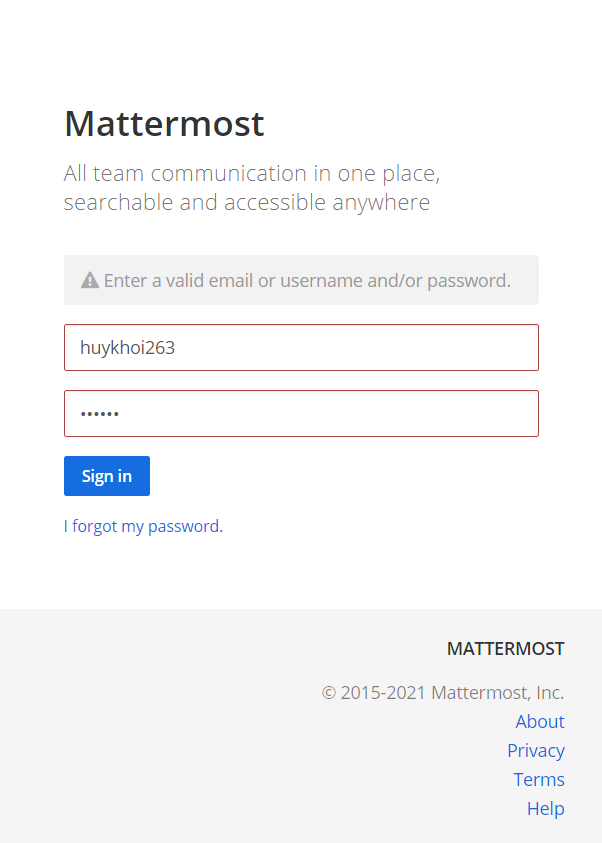 Mattermost
All team communication in one place,
searchable and accessible anywhere
Enter a valid email or username and/or password.
huykhoi263
••••••
Sign in
I forgot my password.
MATTERMOST
© 2015-2021 Mattermost, Inc.
About
Privacy
Terms
Help